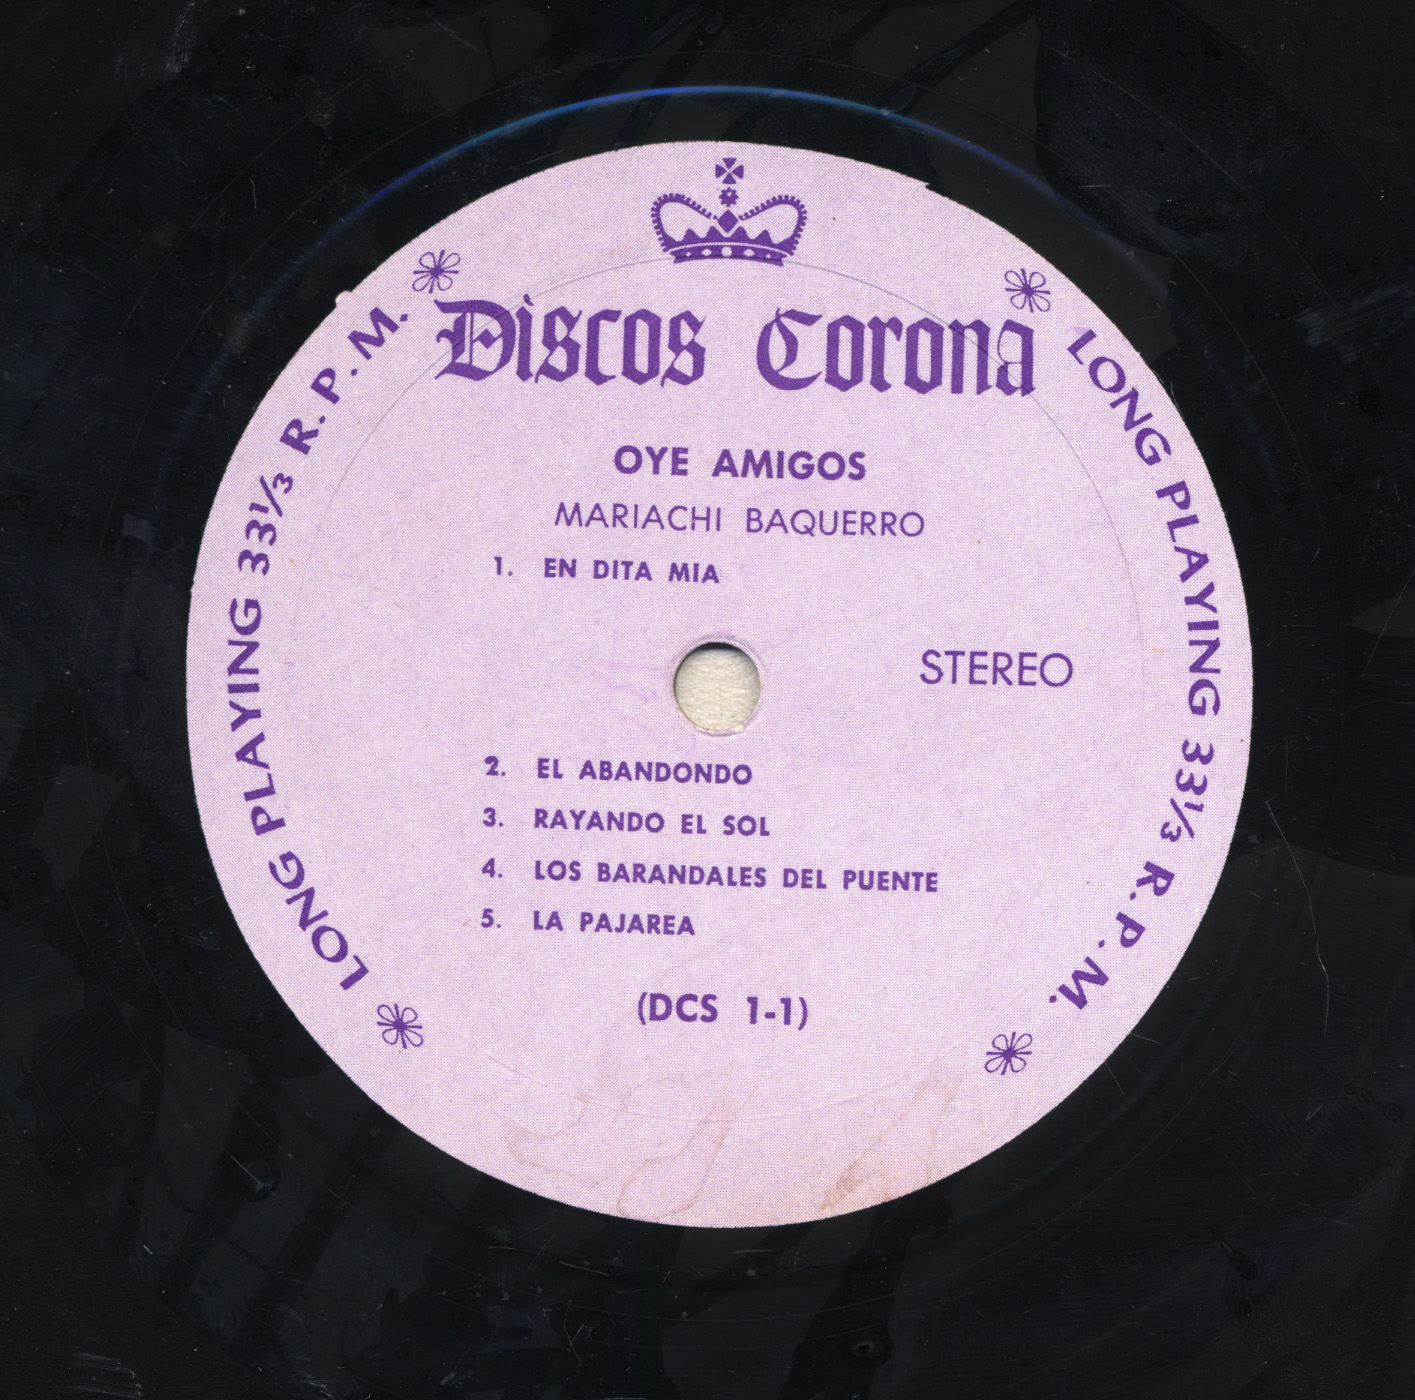 Discos Corona
OYE AMIGOS
MARIACHI BAQUERRO
1. EN DITA MIA
STEREO
2. EL ABANDONDO
3. RAYANDO EL SOL
4. LOS BARANDALES DEL PUENTE
5. LA PAJAREA
(DCS 1-1)
LONG PLAYING 33⅓ R.P.M.
LONG PLAYING 33⅓ R.P.M.